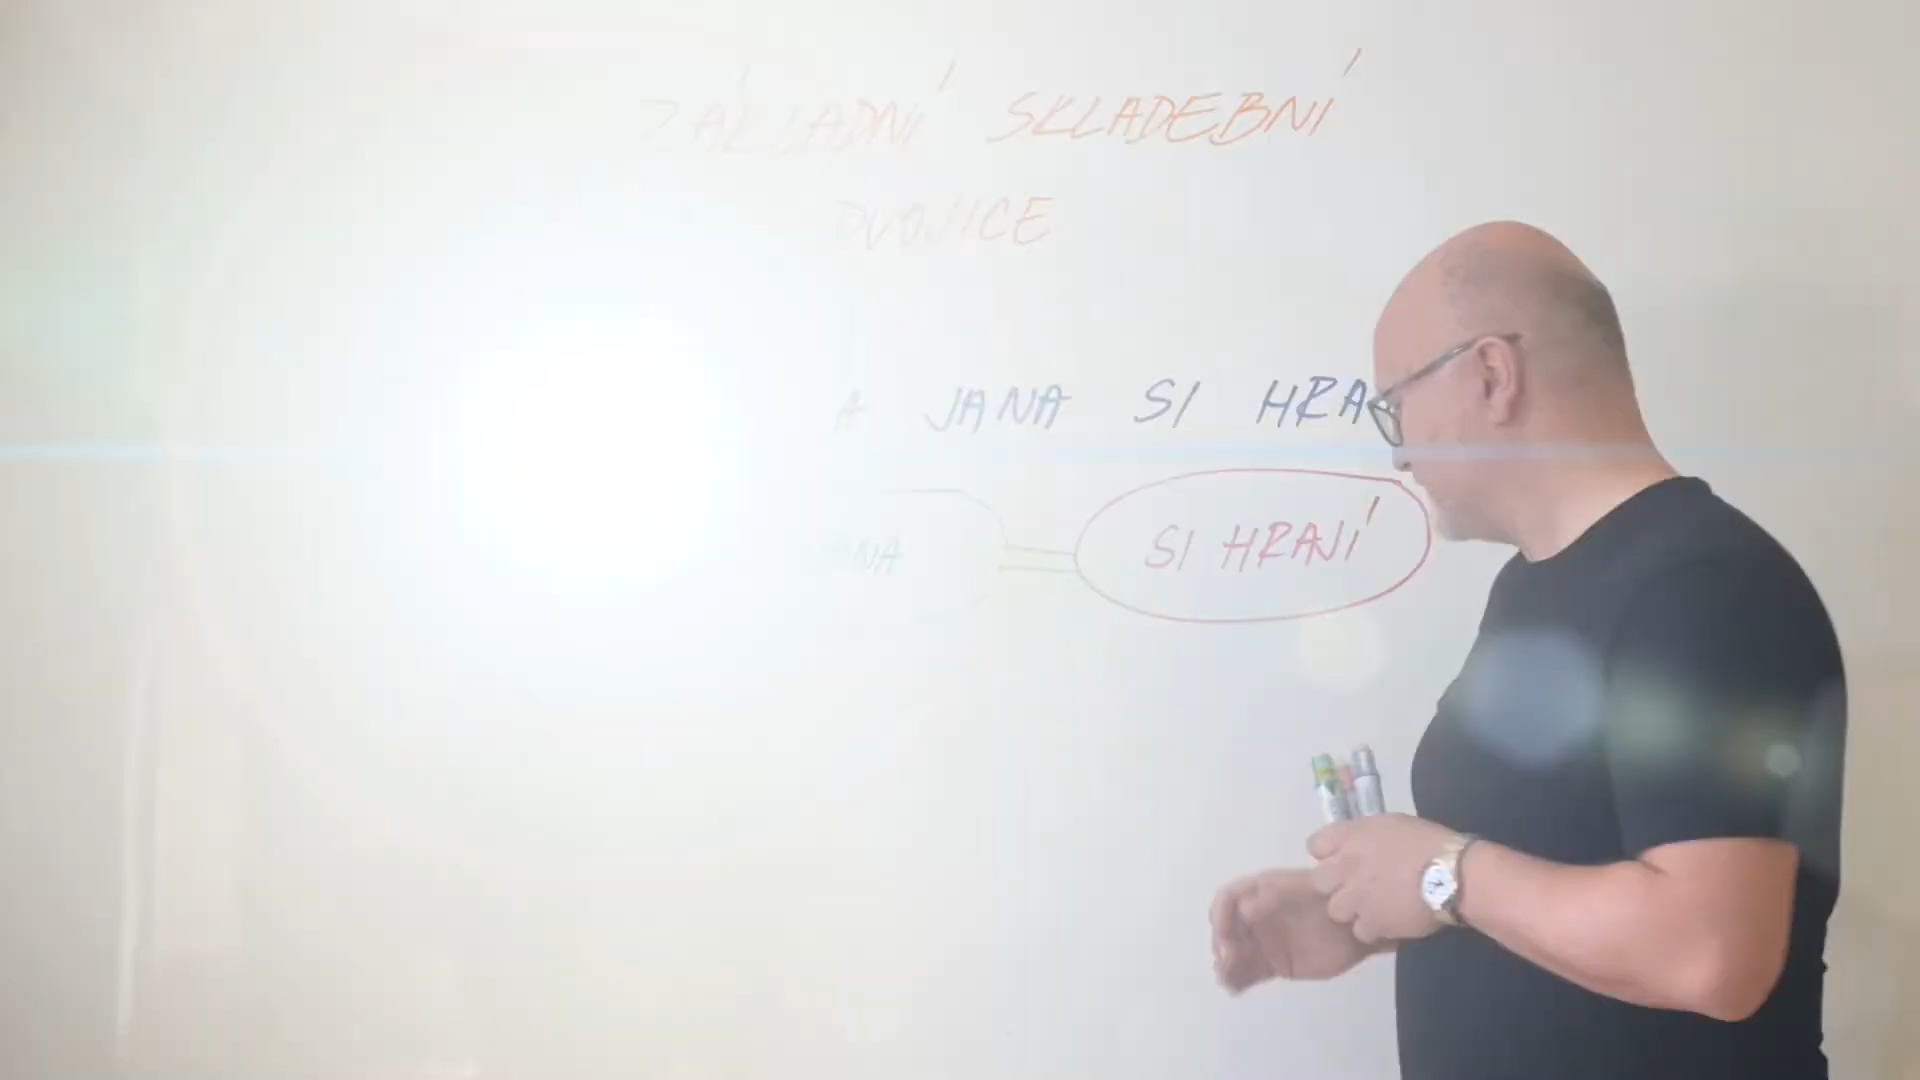 ZÁKLADNÍ SKLADEBNÍ
DVOJICE
A JANA SI HRA
SI HRAJÍ